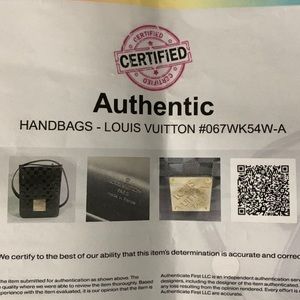 CERTIFIED
Authentic
HANDBAGS - LOUIS VUITTON #067WK54W-A
We certify to the best of our ability that this item's determination is accurate and correct
the item submitted for authentication as shown above. The
quality where we were able to review the item thoroughly. Based
experience with the item evaluated, it is our opinion that the item is
Authenticate First LLC is an independent authentication
designers, including the designer of the item authenticated
any loss resulting from the opinion rendered. Every effort is
Authenticate First LLC are